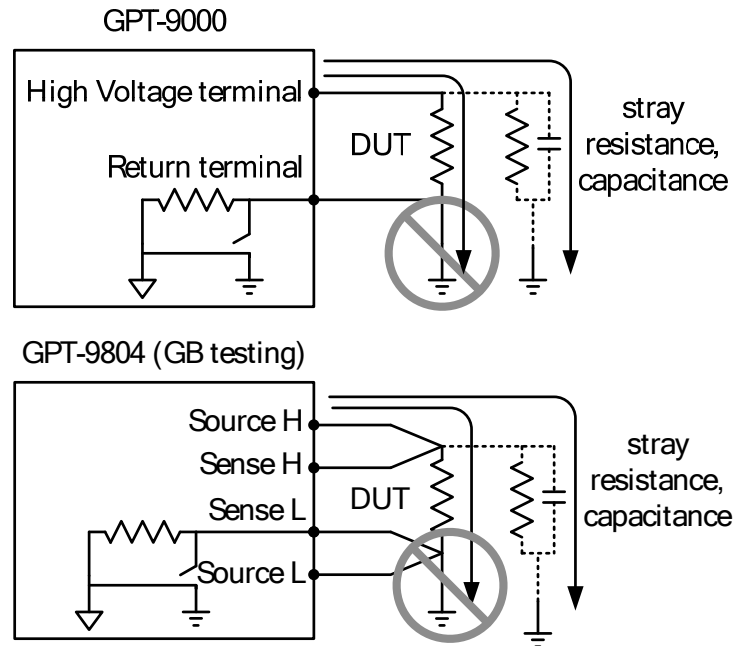 GPT-9000
High Voltage terminal
DUT
stray
resistance,
capacitance
Return terminal
GPT-9804 (GB testing)
Source H
Sense H
DUT
stray
resistance,
capacitance
Sense L
Source L